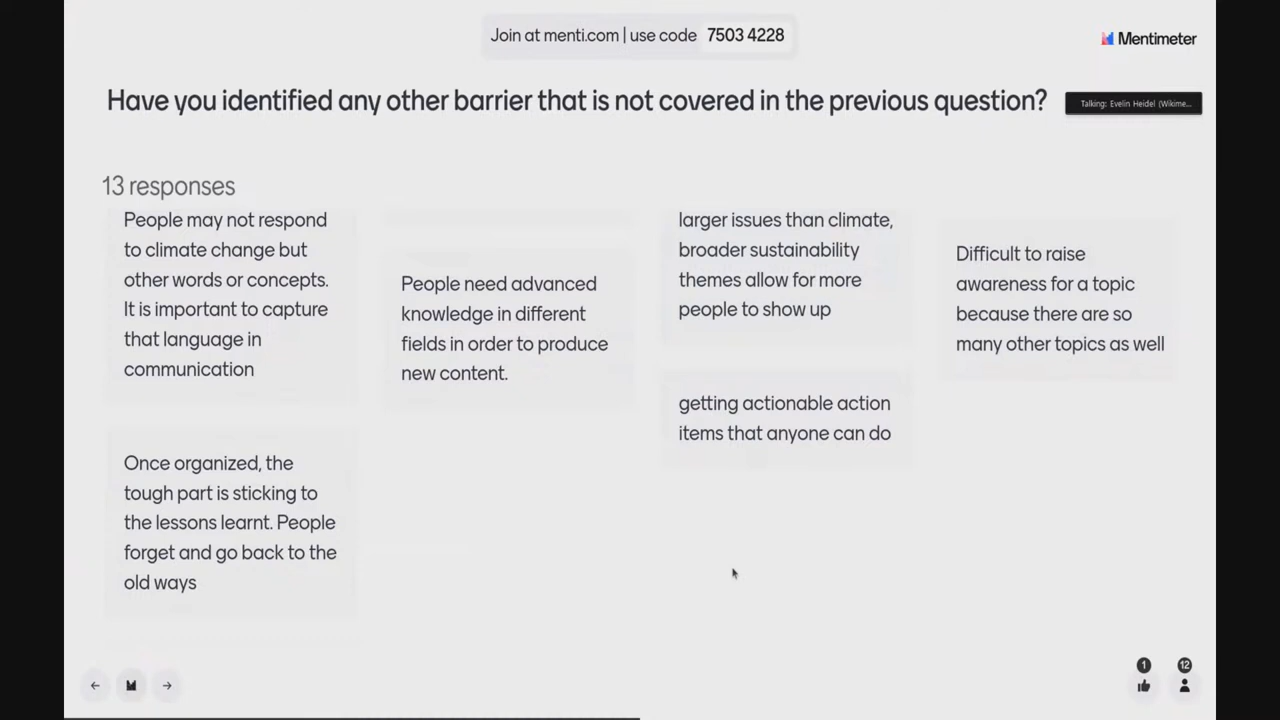 Join at menti.com | use code 7503 4228
Mentimeter
Have you identified any other barrier that is not covered in the previous question?
Talking: Evelin Heidel (Wikime...
13 responses
People may not respond
to climate change but
other words or concepts.
It is important to capture
that language in
communication
Once organized, the
tough part is sticking to
the lessons learnt. People
forget and go back to the
old ways
People need advanced
knowledge in different
fields in order to produce
new content.
larger issues than climate,
broader sustainability
themes allow for more
people to show up
getting actionable action
items that anyone can do
Difficult to raise
awareness for a topic
because there are so
many other topics as well
1
12